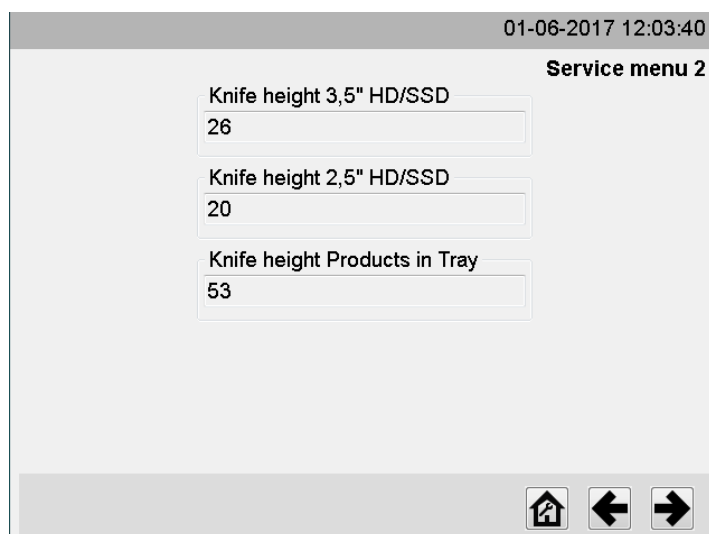 01-06-2017 12:03:40
Service menu 2
Knife height 3,5" HD/SSD
26
Knife height 2,5" HD/SSD
20
Knife height Products in Tray
53